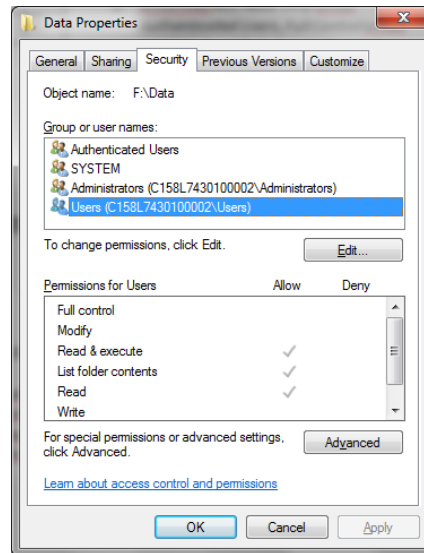 Data Properties
General Sharing Security Previous Versions Customize
Object name: F:\Data
Group or user names:
Authenticated Users
SYSTEM
Administrators (C158L7430100002\Administrators)
Users (C158L7430100002\Users)
To change permissions, click Edit.
Edit...
Permissions for Users Allow Deny
Full control
Modify
Read & execute
List folder contents
Read
Write
For special permissions or advanced settings,
click Advanced.
Advanced
Learn about access control and permissions
OK Cancel Apply